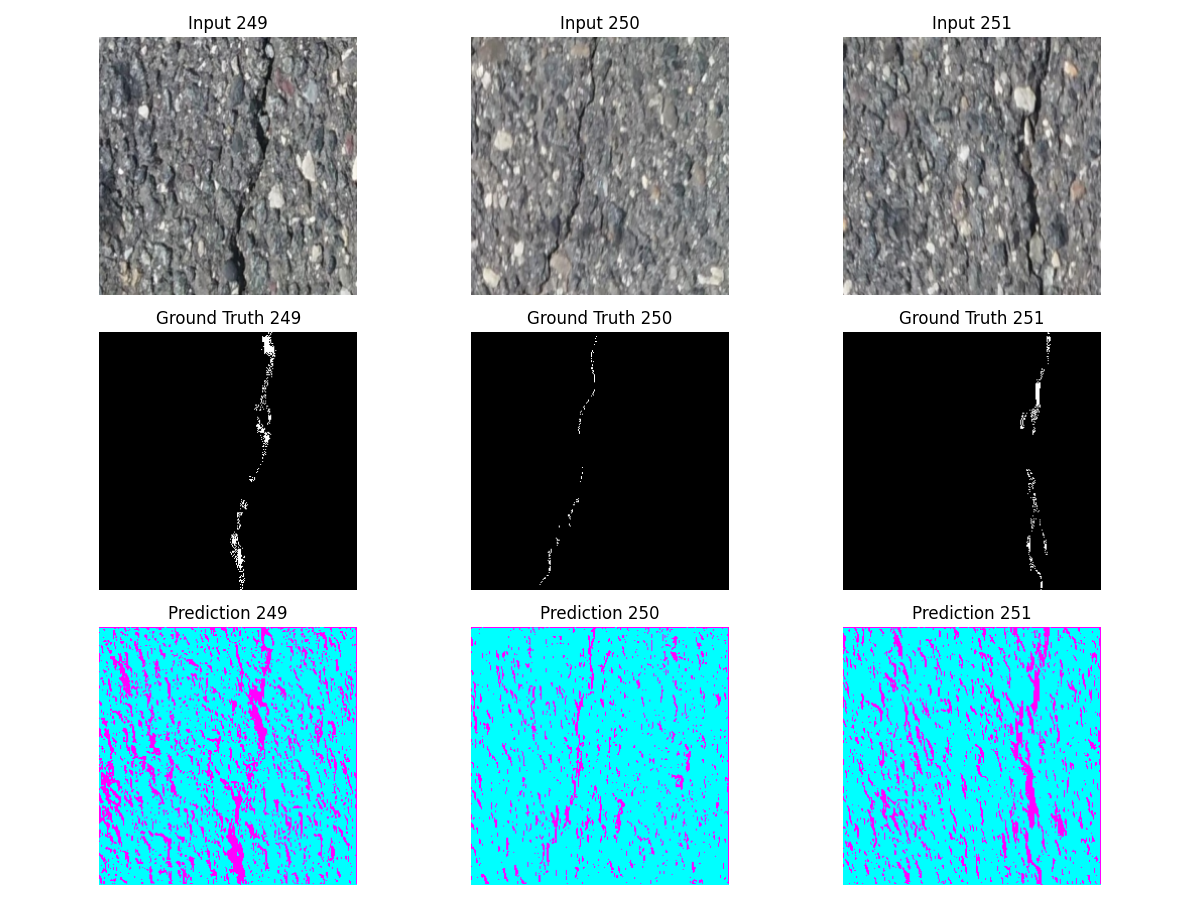 Input 249
Input 250
Input 251
Ground Truth 249
Ground Truth 250
Ground Truth 251
Prediction 249
Prediction 250
Prediction 251